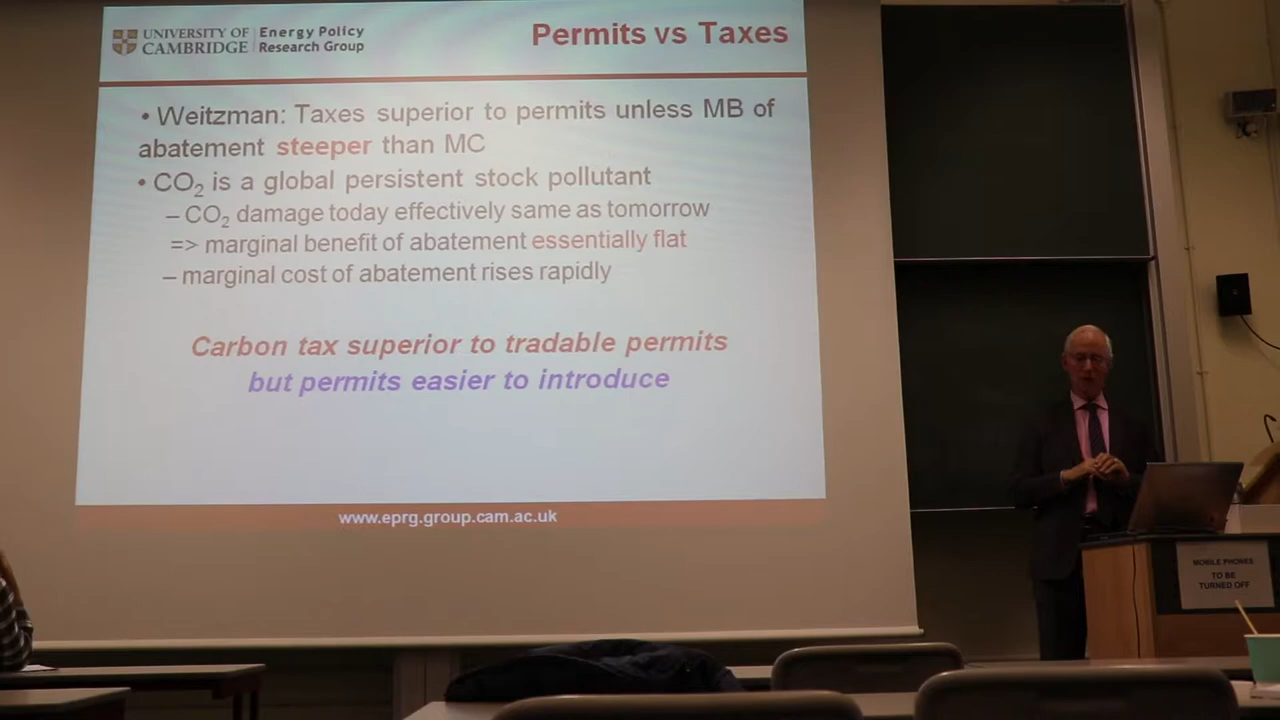 UNIVERSITY OF
CAMBRIDGE
Energy Policy
Research Group
Permits vs Taxes
• Weitzman: Taxes superior to permits unless MB of
abatement steeper than MC
• CO2 is a global persistent stock pollutant
– CO2 damage today effectively same as tomorrow
=> marginal benefit of abatement essentially flat
– marginal cost of abatement rises rapidly
Carbon tax superior to tradable permits
but permits easier to introduce
www.eprg.group.cam.ac.uk
MOBILE PHONES
TO BE
TURNED OFF